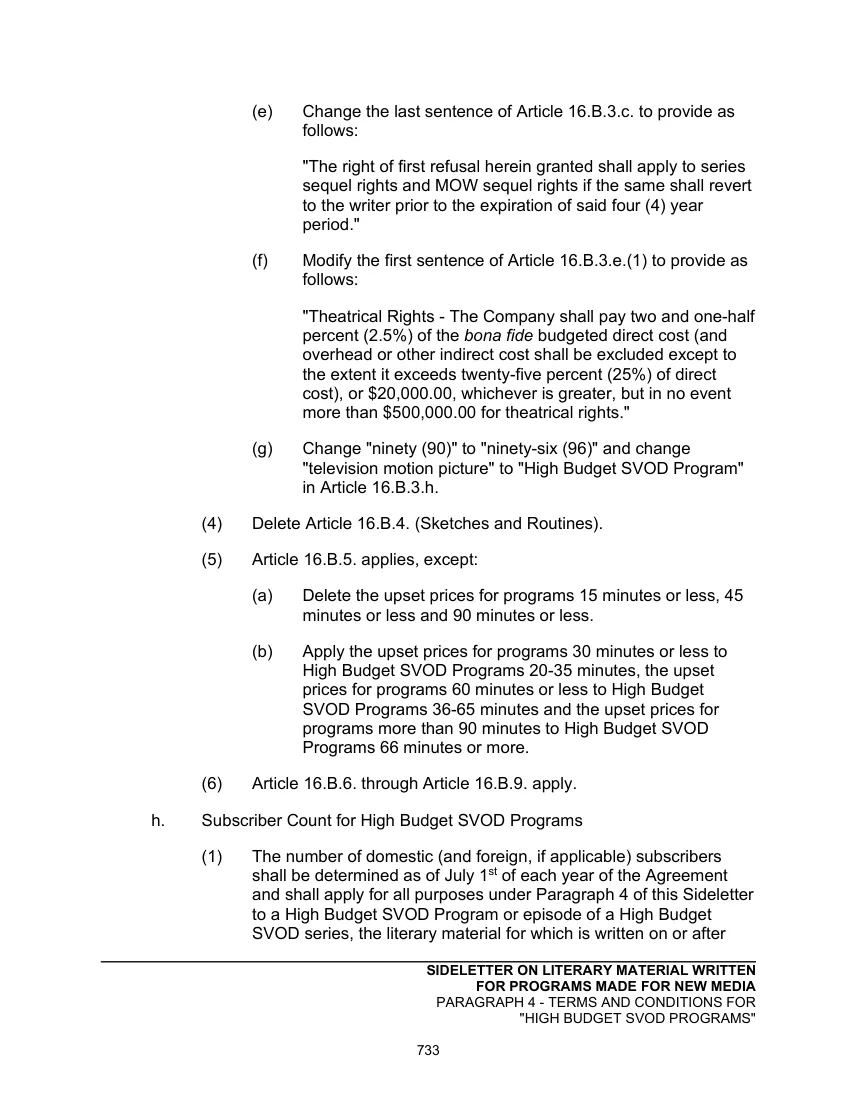 (e) Change the last sentence of Article 16.B.3.c. to provide as
follows:
"The right of first refusal herein granted shall apply to series
sequel rights and MOW sequel rights if the same shall revert
to the writer prior to the expiration of said four (4) year
period."
(f) Modify the first sentence of Article 16.B.3.e.(1) to provide as
follows:
"Theatrical Rights - The Company shall pay two and one-half
percent (2.5%) of the bona fide budgeted direct cost (and
overhead or other indirect cost shall be excluded except to
the extent it exceeds twenty-five percent (25%) of direct
cost), or $20,000.00, whichever is greater, but in no event
more than $500,000.00 for theatrical rights."
(g) Change "ninety (90)" to "ninety-six (96)" and change
"television motion picture" to "High Budget SVOD Program"
in Article 16.B.3.h.
(4) Delete Article 16.B.4. (Sketches and Routines).
(5) Article 16.B.5. applies, except:
(a) Delete the upset prices for programs 15 minutes or less, 45
minutes or less and 90 minutes or less.
(b) Apply the upset prices for programs 30 minutes or less to
High Budget SVOD Programs 20-35 minutes, the upset
prices for programs 60 minutes or less to High Budget
SVOD Programs 36-65 minutes and the upset prices for
programs more than 90 minutes to High Budget SVOD
Programs 66 minutes or more.
(6) Article 16.B.6. through Article 16.B.9. apply.
h. Subscriber Count for High Budget SVOD Programs
(1) The number of domestic (and foreign, if applicable) subscribers
shall be determined as of July 1st of each year of the Agreement
and shall apply for all purposes under Paragraph 4 of this Sideletter
to a High Budget SVOD Program or episode of a High Budget
SVOD series, the literary material for which is written on or after
SIDELETTER ON LITERARY MATERIAL WRITTEN
FOR PROGRAMS MADE FOR NEW MEDIA
PARAGRAPH 4 - TERMS AND CONDITIONS FOR
"HIGH BUDGET SVOD PROGRAMS"
733